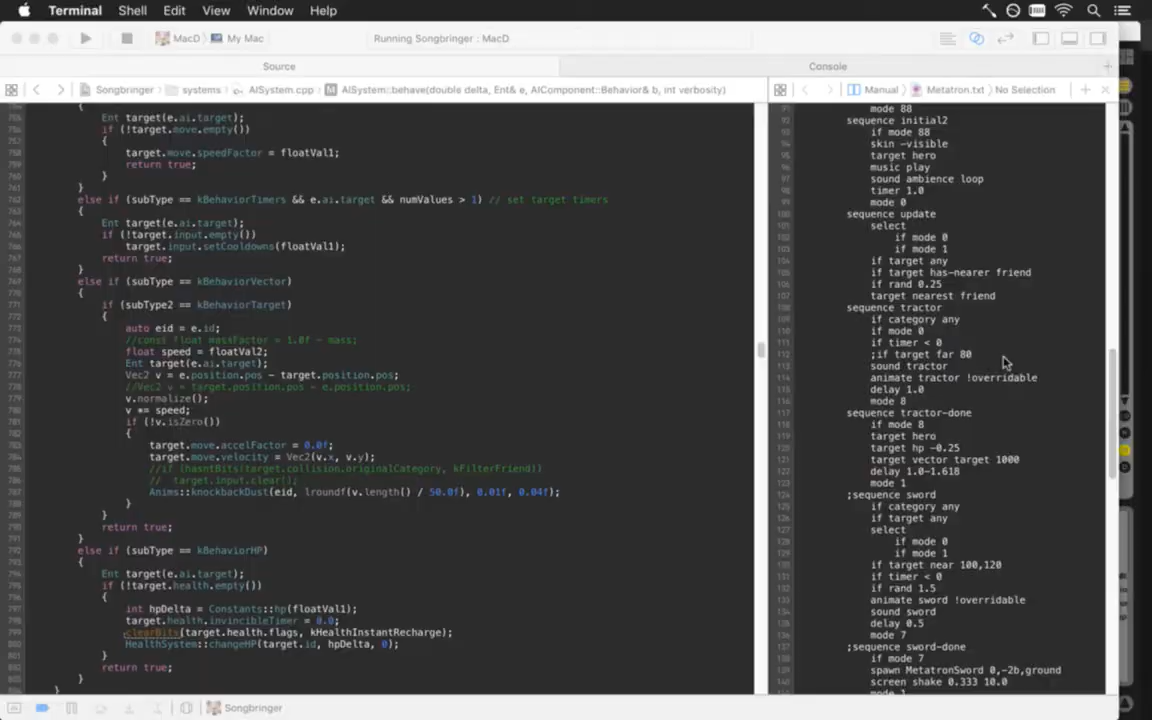 Terminal Shell Edit View Window Help
MacD My Mac
Running Songbringer : MacD
Source
Console
Songbringer systems AISystem.cpp AISystem::behave(double delta, Ent& e, AIComponent::Behavior& b, int verbosity)
Ent target(e.ai.target);
if (!target.move.empty())
{
target.move.speedFactor = floatVal1;
return true;
}
}
else if (subType == kBehaviorTimers && e.ai.target && numValues > 1) // set target timers
{
Ent target(e.ai.target);
if (!target.input.empty())
target.input.setCooldowns(floatVal1);
return true;
}
else if (subType == kBehaviorVector)
{
if (subType2 == kBehaviorTarget)
{
auto eid = e.id;
//const float massFactor = 1.0f - mass;
float speed = floatVal2;
Ent target(e.ai.target);
Vec2 v = e.position.pos - target.position.pos;
//Vec2 v = target.position.pos - e.position.pos;
v.normalize();
v *= speed;
if (!v.isZero())
{
target.move.accelFactor = 0.0f;
target.move.velocity = Vec2(v.x, v.y);
//if (hasntBits(target.collision.originalCategory, kFilterFriend))
// target.input.clear();
Anims::knockbackDust(eid, lroundf(v.length() / 50.0f), 0.01f, 0.04f);
}
}
return true;
}
else if (subType == kBehaviorHP)
{
Ent target(e.ai.target);
if (!target.health.empty())
{
int hpDelta = Constants::hp(floatVal1);
target.health.invincibleTimer = 0.0;
clearBits(target.health.flags, kHealthInstantRecharge);
HealthSystem::changeHP(target.id, hpDelta, 0);
}
return true;
}
}
Manual Metatron.txt No Selection
mode 88
sequence initial2
if mode 88
skin -visible
target hero
music play
sound ambience loop
timer 1.0
mode 0
sequence update
select
if mode 0
if mode 1
if target any
if target has-nearer friend
if rand 0.25
target nearest friend
sequence tractor
if category any
if mode 0
if timer < 0
;if target far 80
sound tractor
animate tractor !overridable
delay 1.0
mode 8
sequence tractor-done
if mode 8
target hero
target hp -0.25
target vector target 1000
delay 1.0-1.618
mode 1
;sequence sword
if category any
if target any
select
if mode 0
if mode 1
if target near 100,120
if timer < 0
if rand 1.5
animate sword !overridable
sound sword
delay 0.5
mode 7
;sequence sword-done
if mode 7
spawn MetatronSword 0,-2b,ground
screen shake 0.333 10.0
mode 1
Songbringer